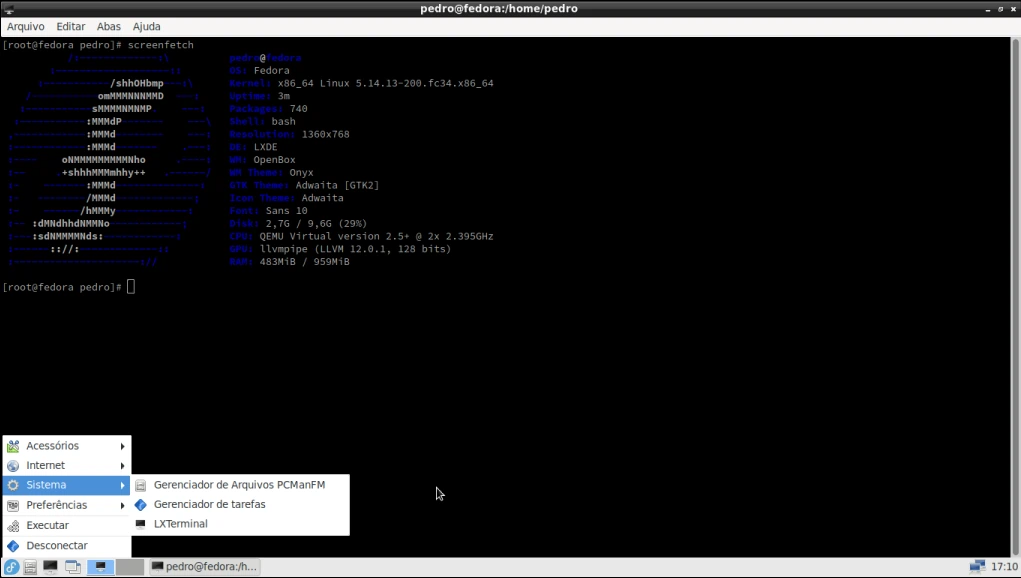 pedro@fedora:/home/pedro
Arquivo Editar Abas Ajuda
[root@fedora pedro]# screenfetch
/:-------------:\ pedro@fedora
:-------------------:: OS: Fedora
:-----------/shhOHbmp---:\ Kernel: x86_64 Linux 5.14.13-200.fc34.x86_64
/-----------omMMMNNNMMD  ---: Uptime: 3m
:-----------sMMMMNMNMP.    ---: Packages: 740
:-----------:MMMdP-------    ---\ Shell: bash
,------------:MMMd--------    ---: Resolution: 1360x768
:------------:MMMd-------    .---: DE: LXDE
:----    oNMMMMMMMMMNho     .----: WM: OpenBox
:--     .+shhhMMMmhhy++   .------/ WM Theme: Onyx
:-    -------:MMMd--------------: GTK Theme: Adwaita [GTK2]
:-   --------/MMMd-------------; Icon Theme: Adwaita
:-    ------/hMMMy------------: Font: Sans 10
:-- :dMNdhhdNMMNo------------; Disk: 2,7G / 9,6G (29%)
:---:sdNMMMMNds:------------: CPU: QEMU Virtual version 2.5+ @ 2x 2.395GHz
:------:://:-------------:: GPU: llvmpipe (LLVM 12.0.1, 128 bits)
:---------------------:// RAM: 483MiB / 959MiB
[root@fedora pedro]#
Acessórios
Internet
Sistema
Preferências
Executar
Desconectar
Gerenciador de Arquivos PCManFM
Gerenciador de tarefas
LXTerminal
pedro@fedora:/h...
17:10